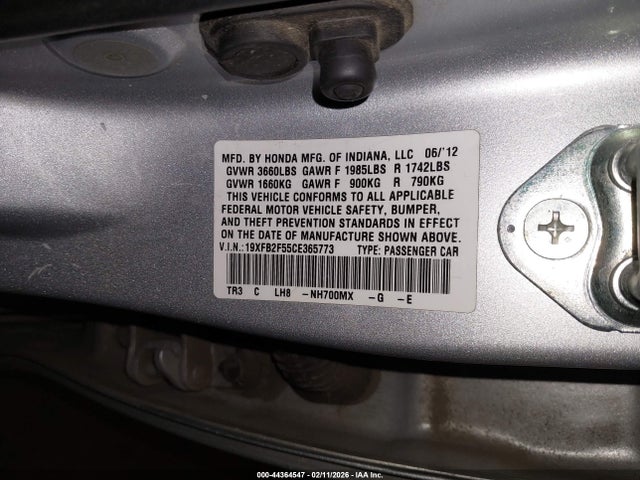 MFD. BY HONDA MFG. OF INDIANA, LLC 06/'12
GVWR 3660LBS GAWR F 1985LBS R 1742LBS
GVWR 1660KG GAWR F 900KG R 790KG
THIS VEHICLE CONFORMS TO ALL APPLICABLE
FEDERAL MOTOR VEHICLE SAFETY, BUMPER,
AND THEFT PREVENTION STANDARDS IN EFFECT
ON THE DATE OF MANUFACTURE SHOWN ABOVE.
V.I.N.: 19XFB2F55CE365773 TYPE: PASSENGER CAR
TR3 C LH8 -NH700MX -G -E
000-44364547 - 02/11/2026 - IAAI.COM